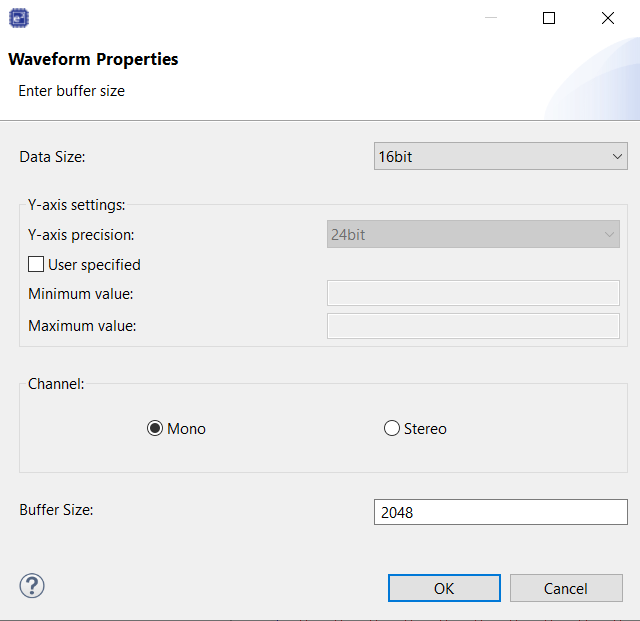 Waveform Properties
Enter buffer size
Data Size: 16bit
Y-axis settings:
Y-axis precision: 24bit
User specified
Minimum value:
Maximum value:
Channel:
Mono Stereo
Buffer Size: 2048
OK Cancel